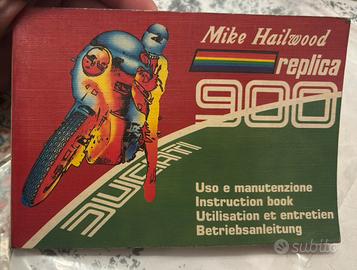 Mike Hailwood
replica
900
DUCATI
Uso e manutenzione
Instruction book
Utilisation et entretien
Betriebsanleitung
subito